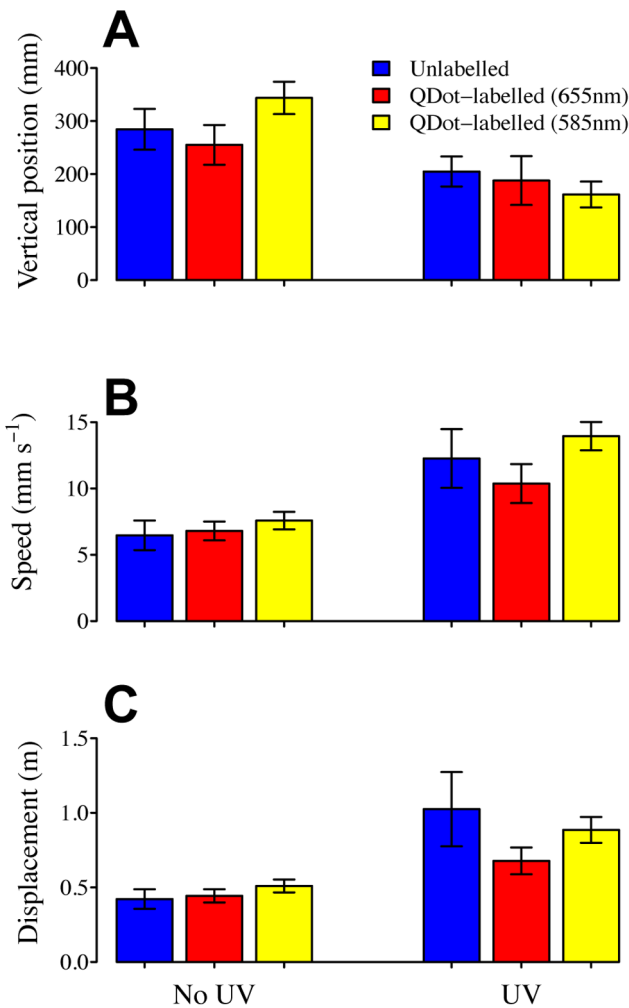 A
Vertical position (mm)
400
300
200
100
0
Unlabelled
QDot−labelled (655nm)
QDot−labelled (585nm)
B
Speed (mm s⁻¹)
15
10
5
0
C
Displacement (m)
1.5
1.0
0.5
0.0
No UV
UV